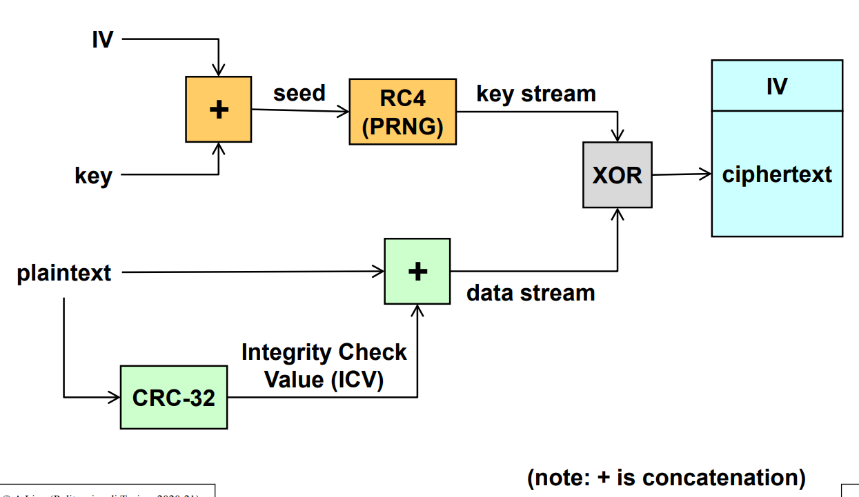 IV
+
key
seed
RC4
(PRNG)
key stream
XOR
IV
ciphertext
plaintext
+
data stream
CRC-32
Integrity Check
Value (ICV)
(note: + is concatenation)